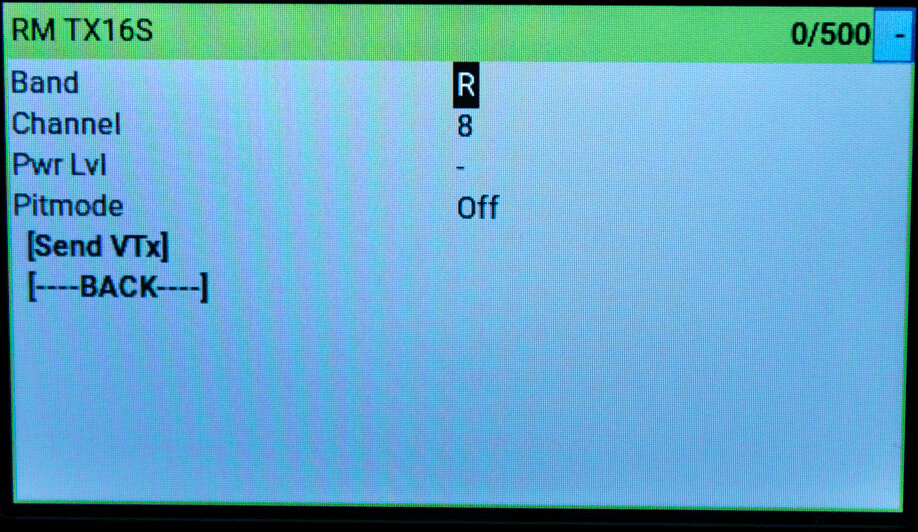 RM TX16S 0/500 -
Band R
Channel 8
Pwr Lvl -
Pitmode Off
[Send VTx]
[----BACK----]